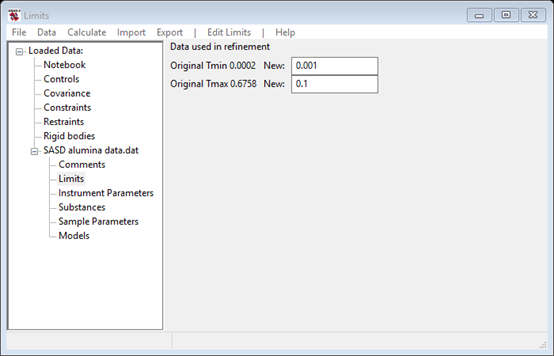 Limits
File Data Calculate Import Export | Edit Limits | Help
Loaded Data:
Notebook
Controls
Covariance
Constraints
Restraints
Rigid bodies
SASD alumina data.dat
Comments
Limits
Instrument Parameters
Substances
Sample Parameters
Models
Data used in refinement
Original Tmin 0.0002 New: 0.001
Original Tmax 0.6758 New: 0.1